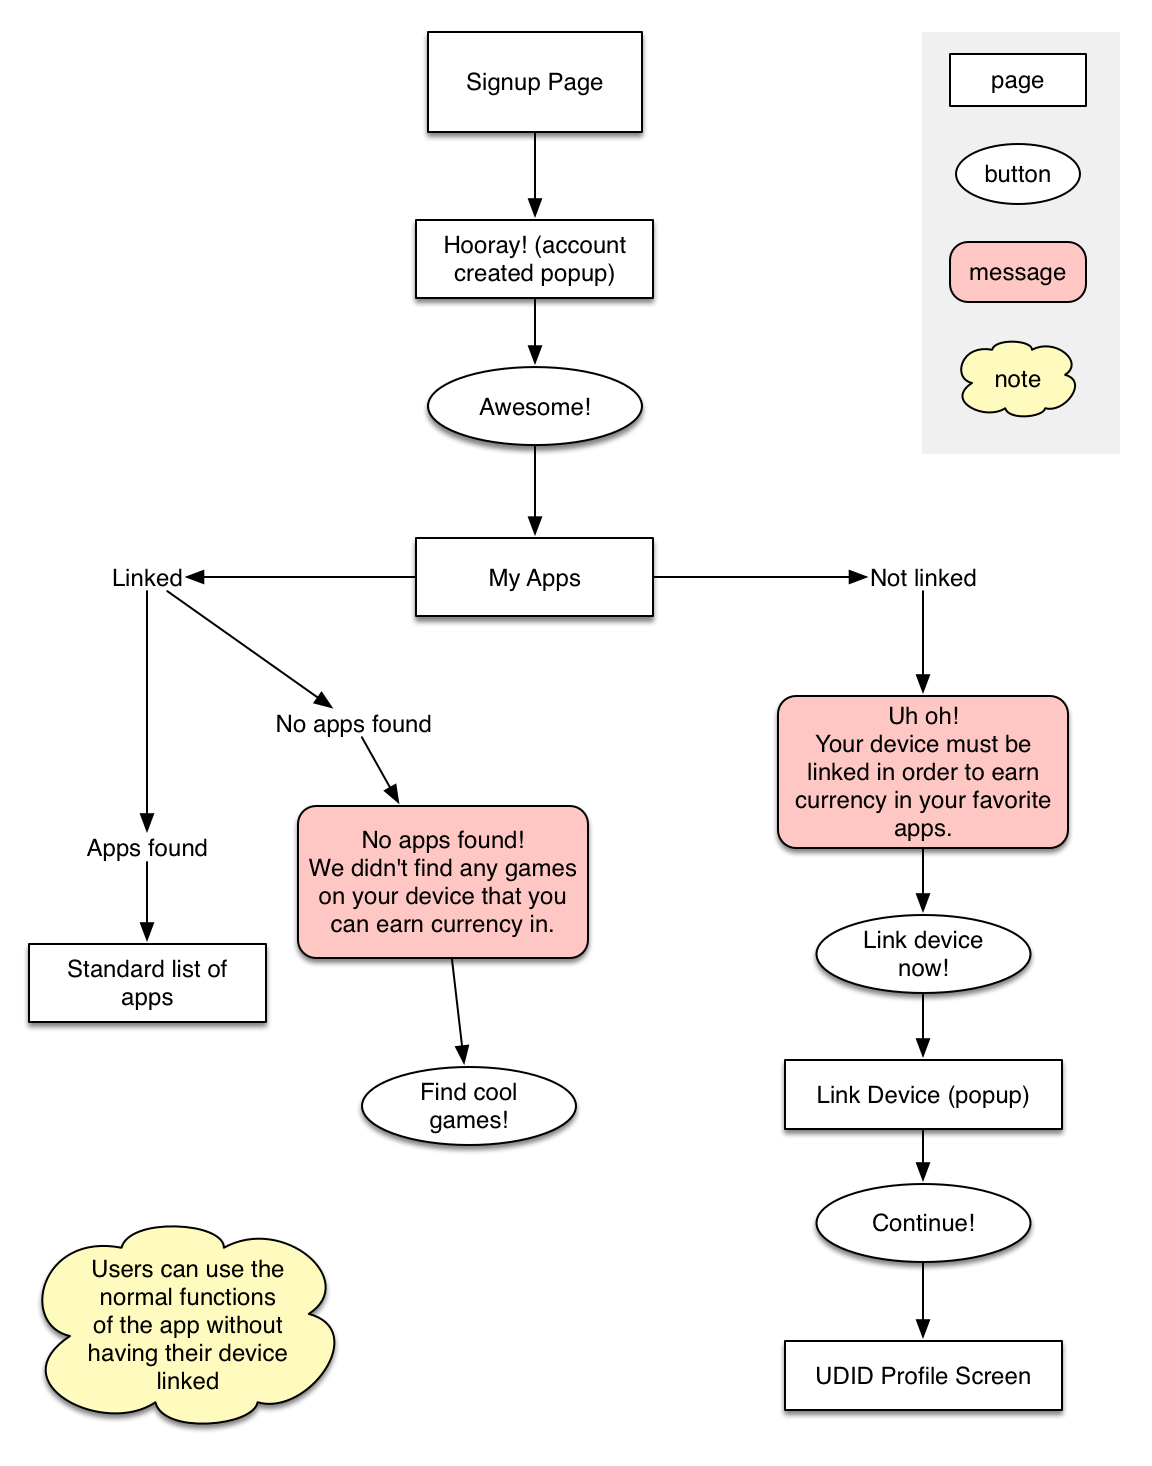 Signup Page
page
button
Hooray! (account
created popup)
message
note
Awesome!
Linked
My Apps
Not linked
No apps found
Uh oh!
Your device must be
linked in order to earn
currency in your favorite
apps.
Apps found
No apps found!
We didn't find any games
on your device that you
can earn currency in.
Link device
now!
Standard list of
apps
Find cool
games!
Link Device (popup)
Continue!
Users can use the
normal functions
of the app without
having their device
linked
UDID Profile Screen